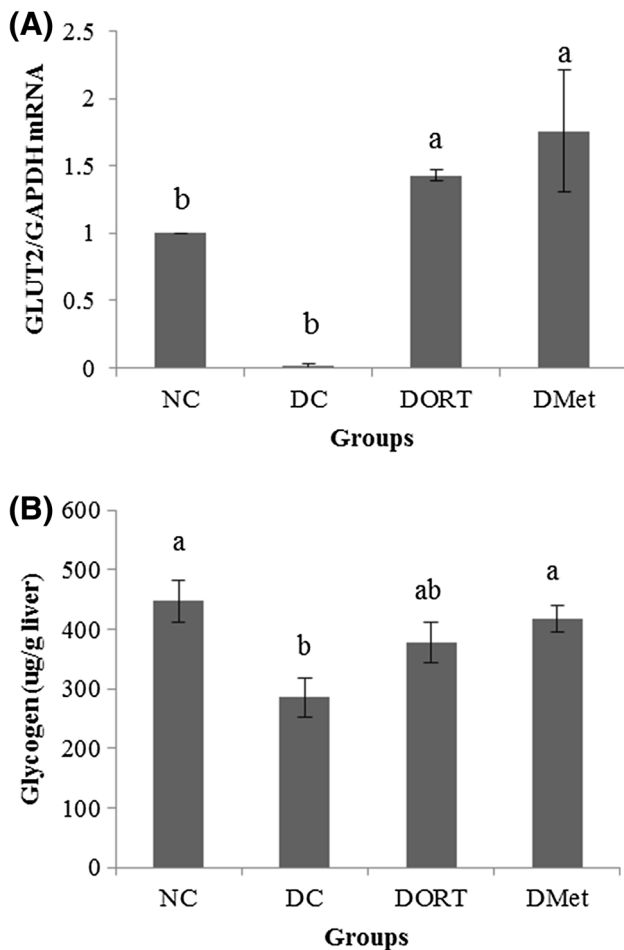 (A)
GLUT2/GAPDH mRNA
2.5
2
1.5
1
0.5
0
b
b
a
a
NC DC DORT DMet
Groups
(B)
Glycogen (ug/g liver)
600
500
400
300
200
100
0
a
b
ab
a
NC DC DORT DMet
Groups